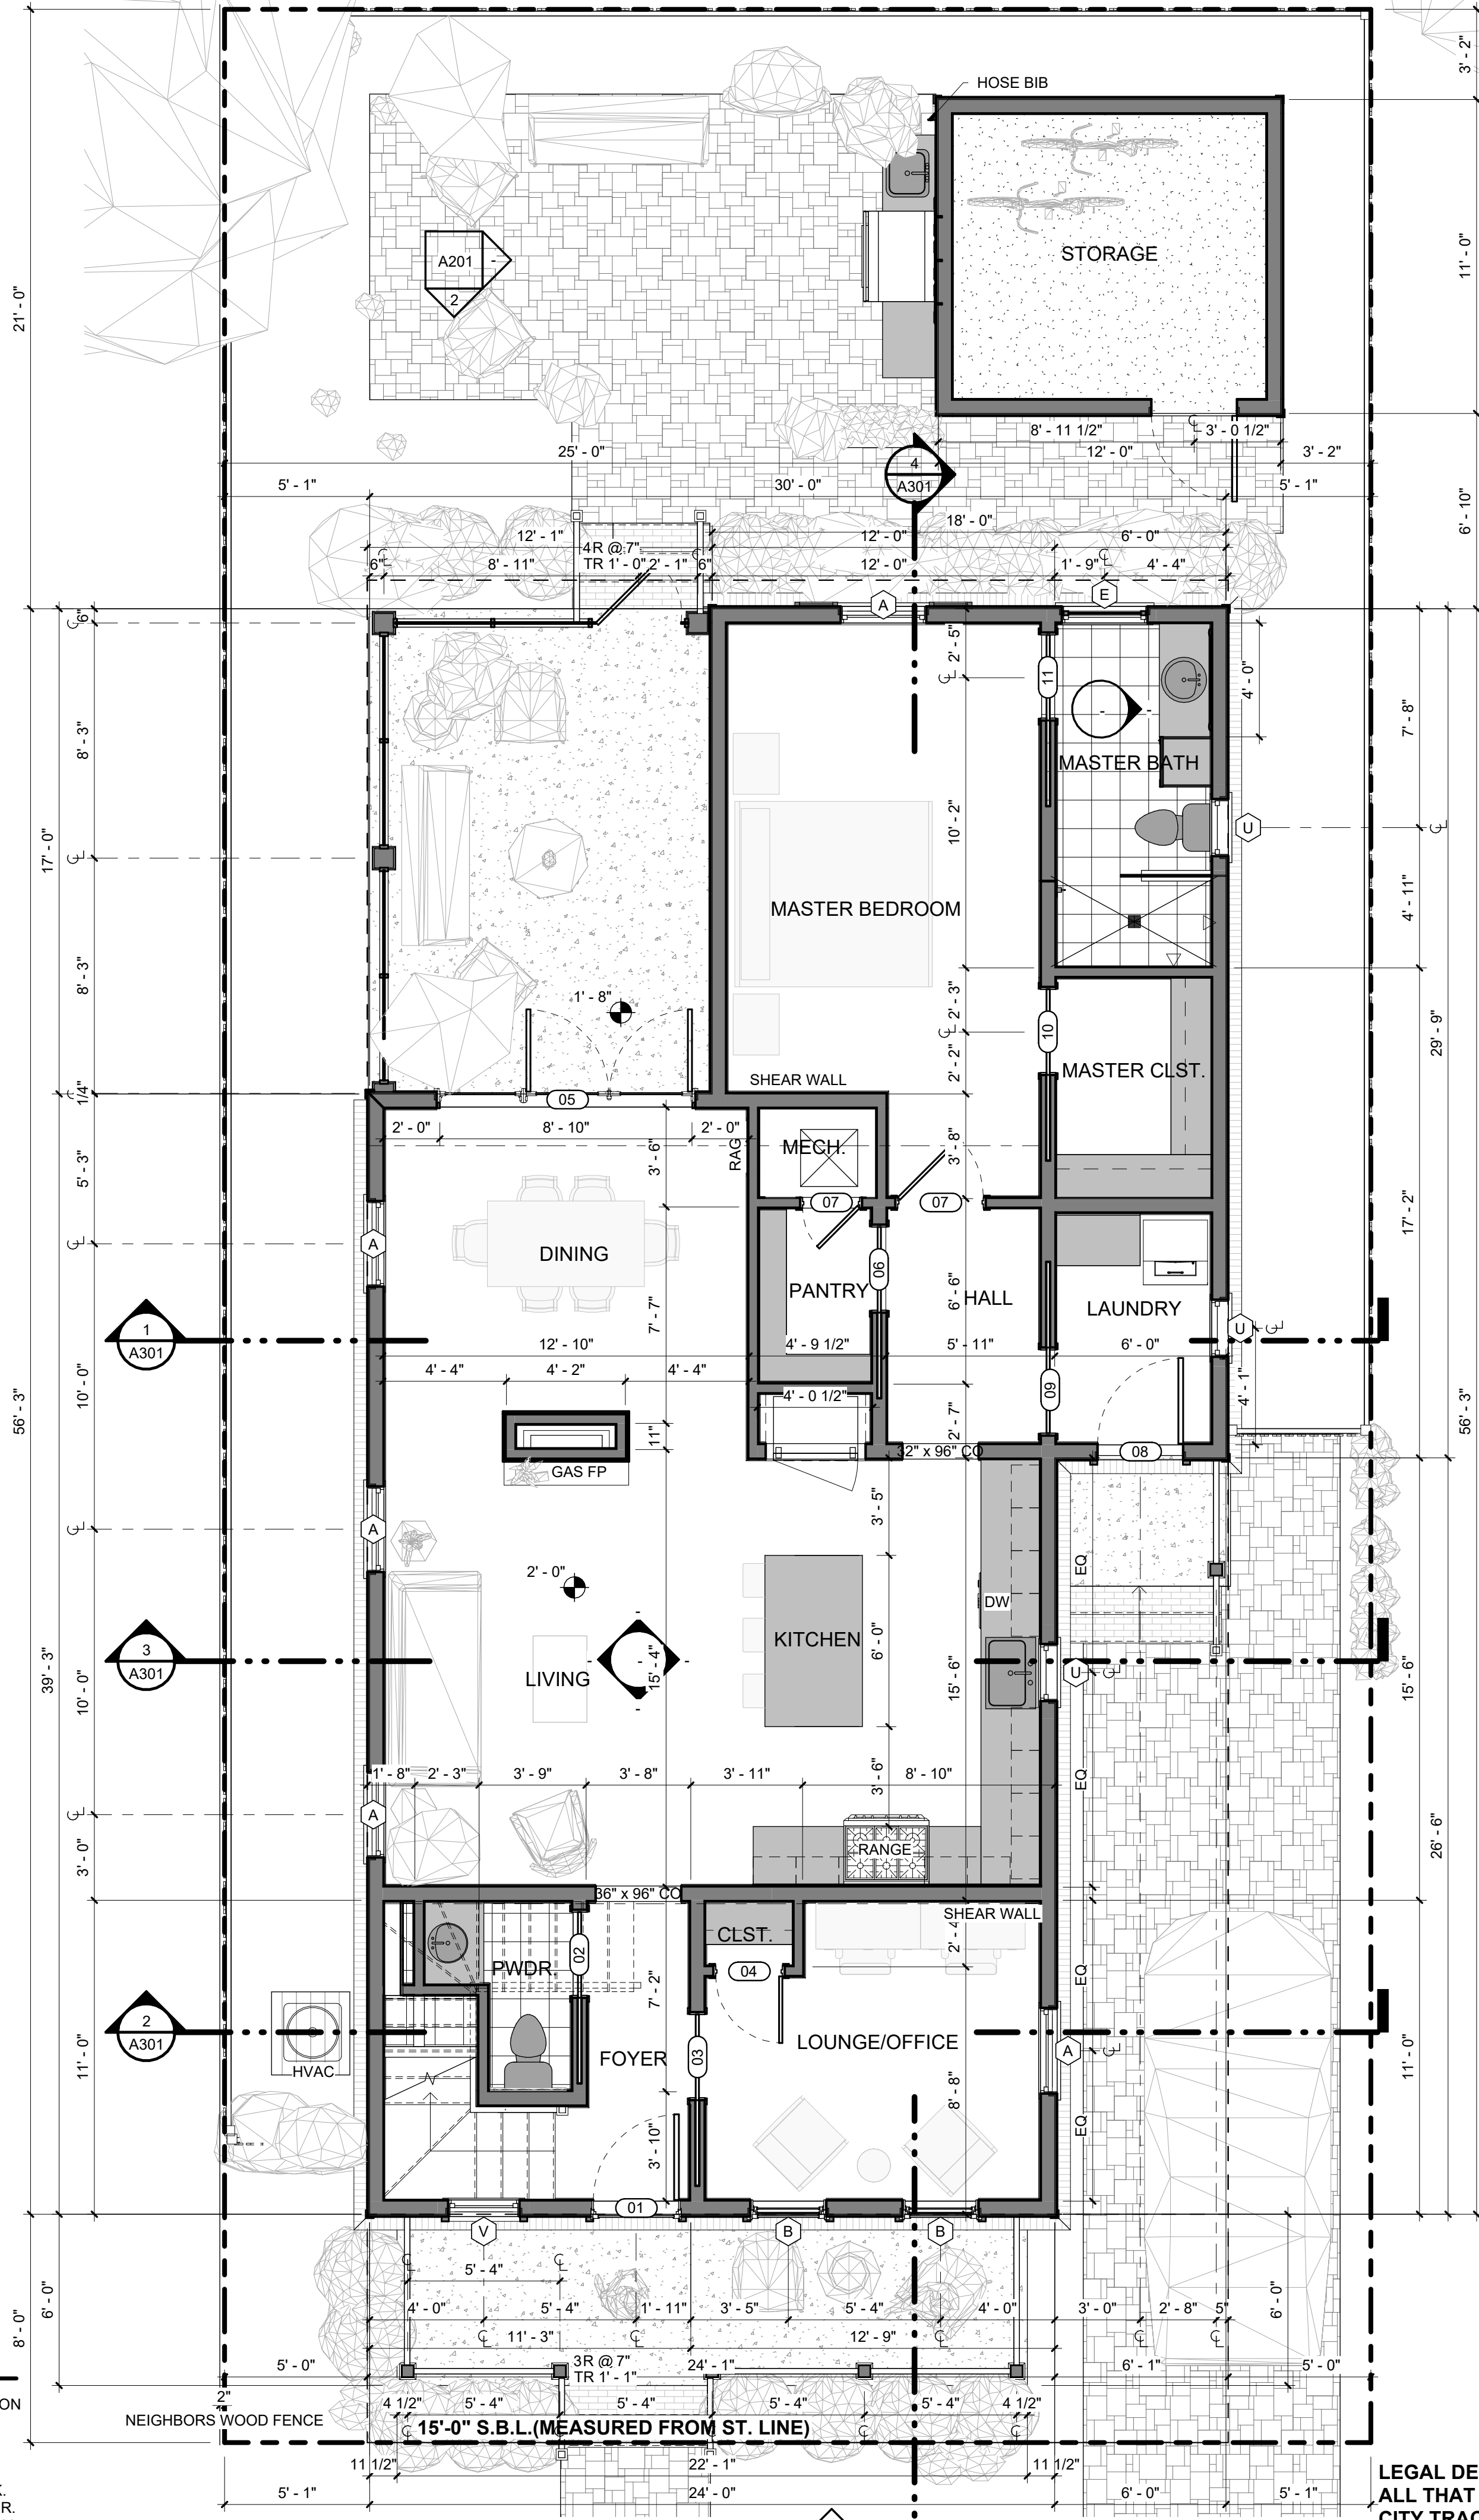 3' - 2"
HOSE BIB
STORAGE
A201
-
2
21' - 0"
11' - 0"
8' - 11 1/2"
3' - 0 1/2"
25' - 0"
12' - 0"
3' - 2"
4
A301
5' - 1"
30' - 0"
5' - 1"
6' - 10"
18' - 0"
12' - 1"
12' - 0"
6' - 0"
4R @ 7"
TR 1' - 0"
6"
8' - 11"
2' - 1"
6"
12' - 0"
1' - 9"
4' - 4"
A
E
6"
2' - 5"
11
4' - 0"
7' - 8"
8' - 3"
-
-
MASTER BATH
17' - 0"
10' - 2"
U
MASTER BEDROOM
4' - 11"
8' - 3"
2' - 3"
1' - 8"
10
29' - 9"
2' - 2"
MASTER CLST.
SHEAR WALL
1/4"
05
2' - 0"
8' - 10"
2' - 0"
3' - 6"
RAG
MECH.
3' - 8"
5' - 3"
07
07
17' - 2"
A
DINING
06
PANTRY
6' - 6"
HALL
LAUNDRY
7' - 7"
U
1
A301
12' - 10"
4' - 9 1/2"
5' - 11"
6' - 0"
4' - 4"
4' - 2"
4' - 4"
10' - 0"
09
4' - 1"
56' - 3"
4' - 0 1/2"
56' - 3"
11"
2' - 7"
32" x 96" CO
08
GAS FP
3' - 5"
A
EQ
2' - 0"
DW
KITCHEN
6' - 0"
3
A301
39' - 3"
LIVING
-
-
-
-
-
15' - 4"
15' - 6"
U
15' - 6"
10' - 0"
1' - 8"
2' - 3"
3' - 9"
3' - 8"
3' - 11"
3' - 6"
8' - 10"
EQ
A
RANGE
26' - 6"
3' - 0"
36" x 96" CO
SHEAR WALL
CLST.
2' - 4"
02
PWDR.
04
EQ
7' - 2"
2
A301
LOUNGE/OFFICE
FOYER
03
A
HVAC
11' - 0"
11' - 0"
8' - 8"
EQ
3' - 10"
01
V
B
B
5' - 4"
6' - 0"
6' - 0"
8' - 0"
4' - 0"
5' - 4"
1' - 11"
3' - 5"
5' - 4"
4' - 0"
3' - 0"
2' - 8"
5"
11' - 3"
12' - 9"
3R @ 7"
TR 1' - 1"
5' - 0"
24' - 1"
6' - 1"
5' - 0"
ON
2"
4 1/2"
5' - 4"
5' - 4"
5' - 4"
5' - 4"
4 1/2"
NEIGHBORS WOOD FENCE
15'-0" S.B.L.(MEASURED FROM ST. LINE)
11 1/2"
22' - 1"
11 1/2"
5' - 1"
24' - 0"
6' - 0"
5' - 1"
LEGAL DE
ALL THAT
CITY TRAC
R.